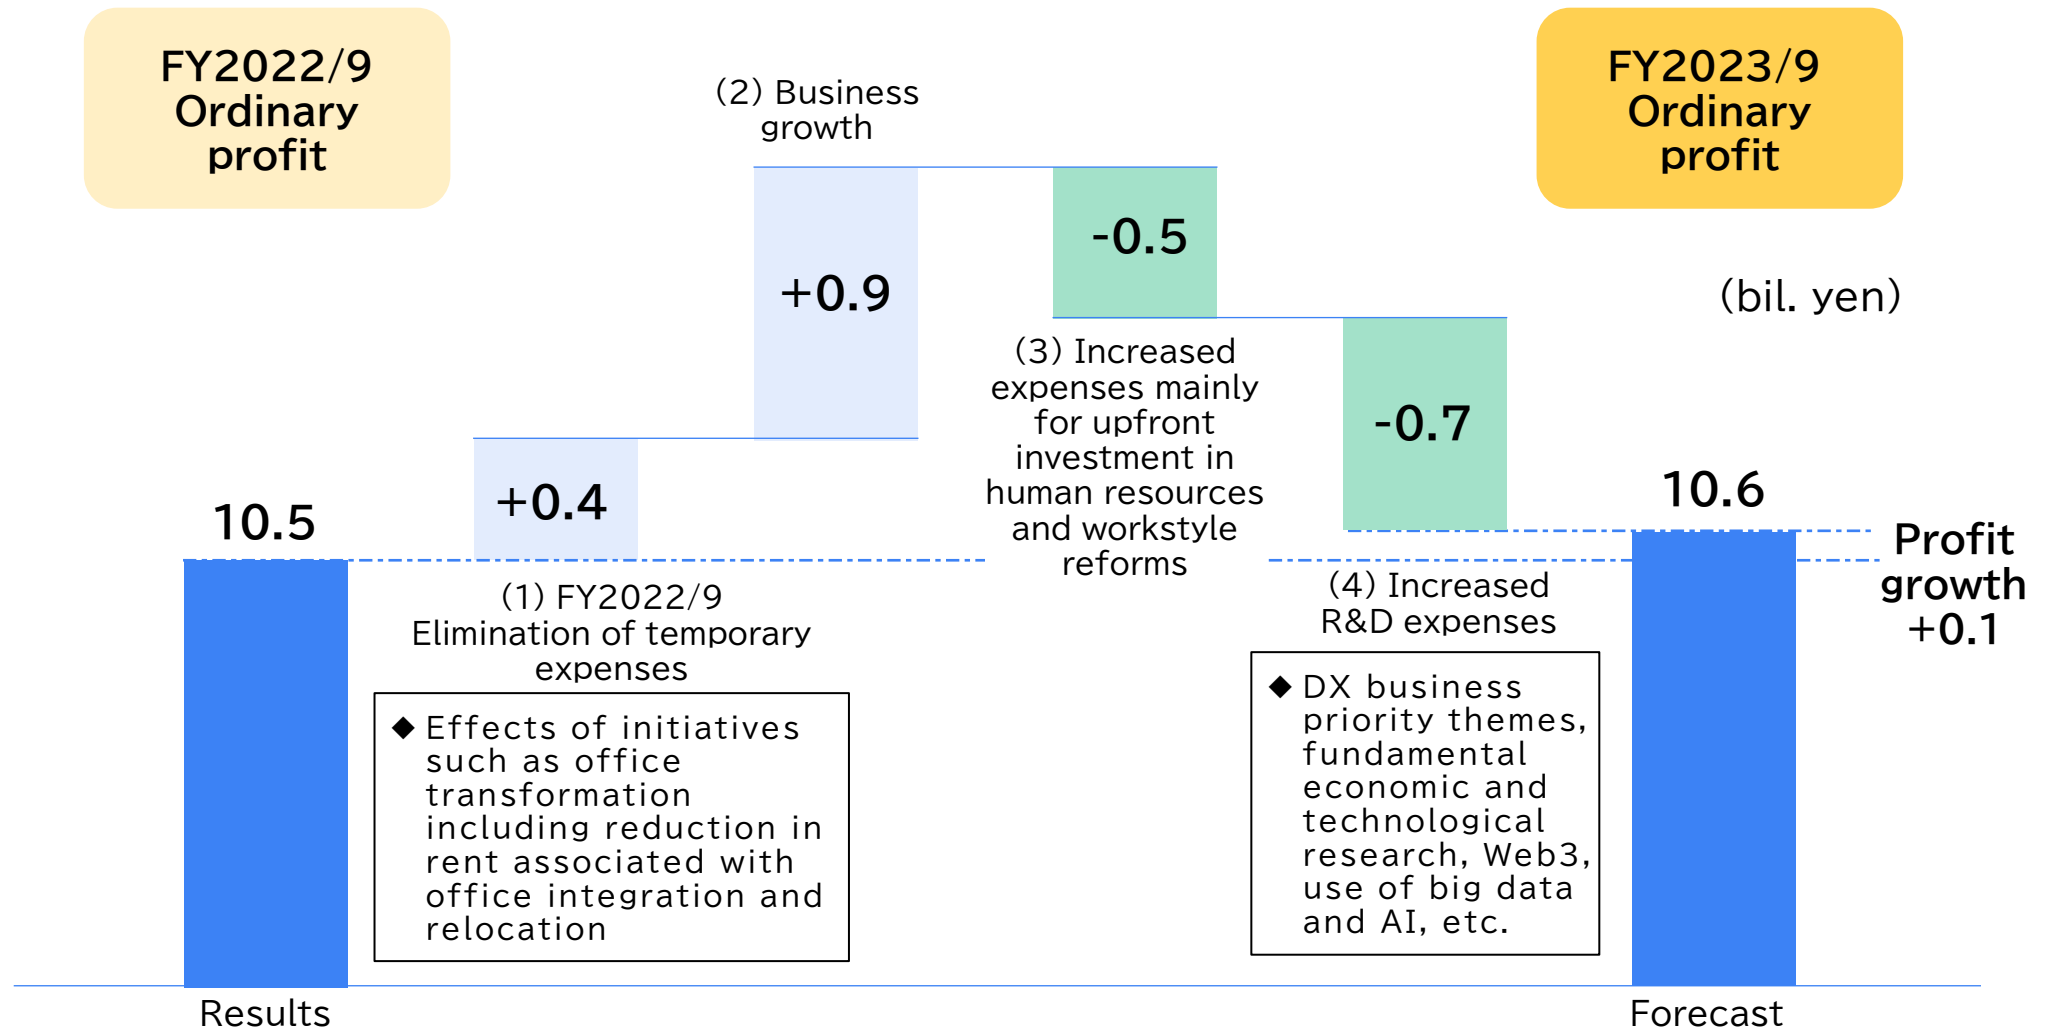 FY2022/9
Ordinary
profit
FY2023/9
Ordinary
profit
(bil. yen)
10.5
Results
+0.4
(1) FY2022/9
Elimination of temporary
expenses
◆ Effects of initiatives
such as office
transformation
including reduction in
rent associated with
office integration and
relocation
(2) Business
growth
+0.9
-0.5
(3) Increased
expenses mainly
for upfront
investment in
human resources
and workstyle
reforms
-0.7
(4) Increased
R&D expenses
◆ DX business
priority themes,
fundamental
economic and
technological
research, Web3,
use of big data
and AI, etc.
10.6
Forecast
Profit
growth
+0.1